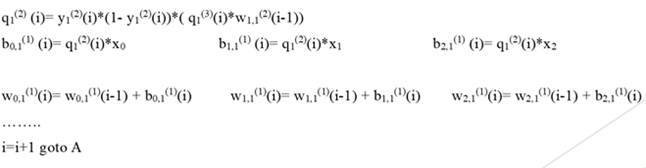 q₁⁽²⁾ (i)= y₁⁽²⁾(i)*(1- y₁⁽²⁾(i))*( q₁⁽³⁾(i)*w₁,₁⁽²⁾(i-1))
b₀,₁⁽¹⁾ (i)= q₁⁽²⁾(i)*x₀ b₁,₁⁽¹⁾ (i)= q₁⁽²⁾(i)*x₁ b₂,₁⁽¹⁾ (i)= q₁⁽²⁾(i)*x₂
w₀,₁⁽¹⁾(i)= w₀,₁⁽¹⁾(i-1) + b₀,₁⁽¹⁾(i) w₁,₁⁽¹⁾(i)= w₁,₁⁽¹⁾(i-1) + b₁,₁⁽¹⁾(i) w₂,₁⁽¹⁾(i)= w₂,₁⁽¹⁾(i-1) + b₂,₁⁽¹⁾(i)
........
i=i+1 goto A